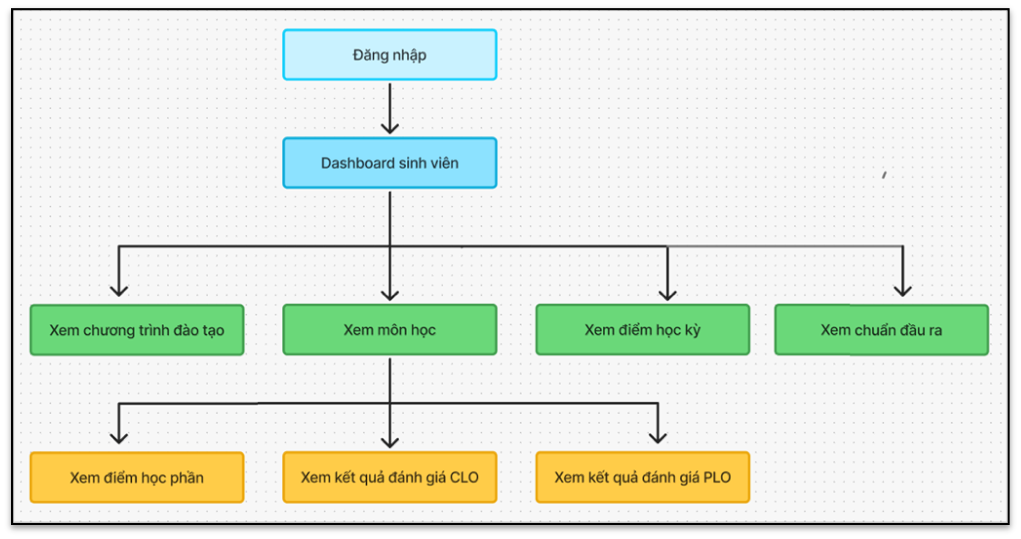 Đăng nhập
Dashboard sinh viên
Xem chương trình đào tạo
Xem môn học
Xem điểm học kỳ
Xem chuẩn đầu ra
Xem điểm học phần
Xem kết quả đánh giá CLO
Xem kết quả đánh giá PLO